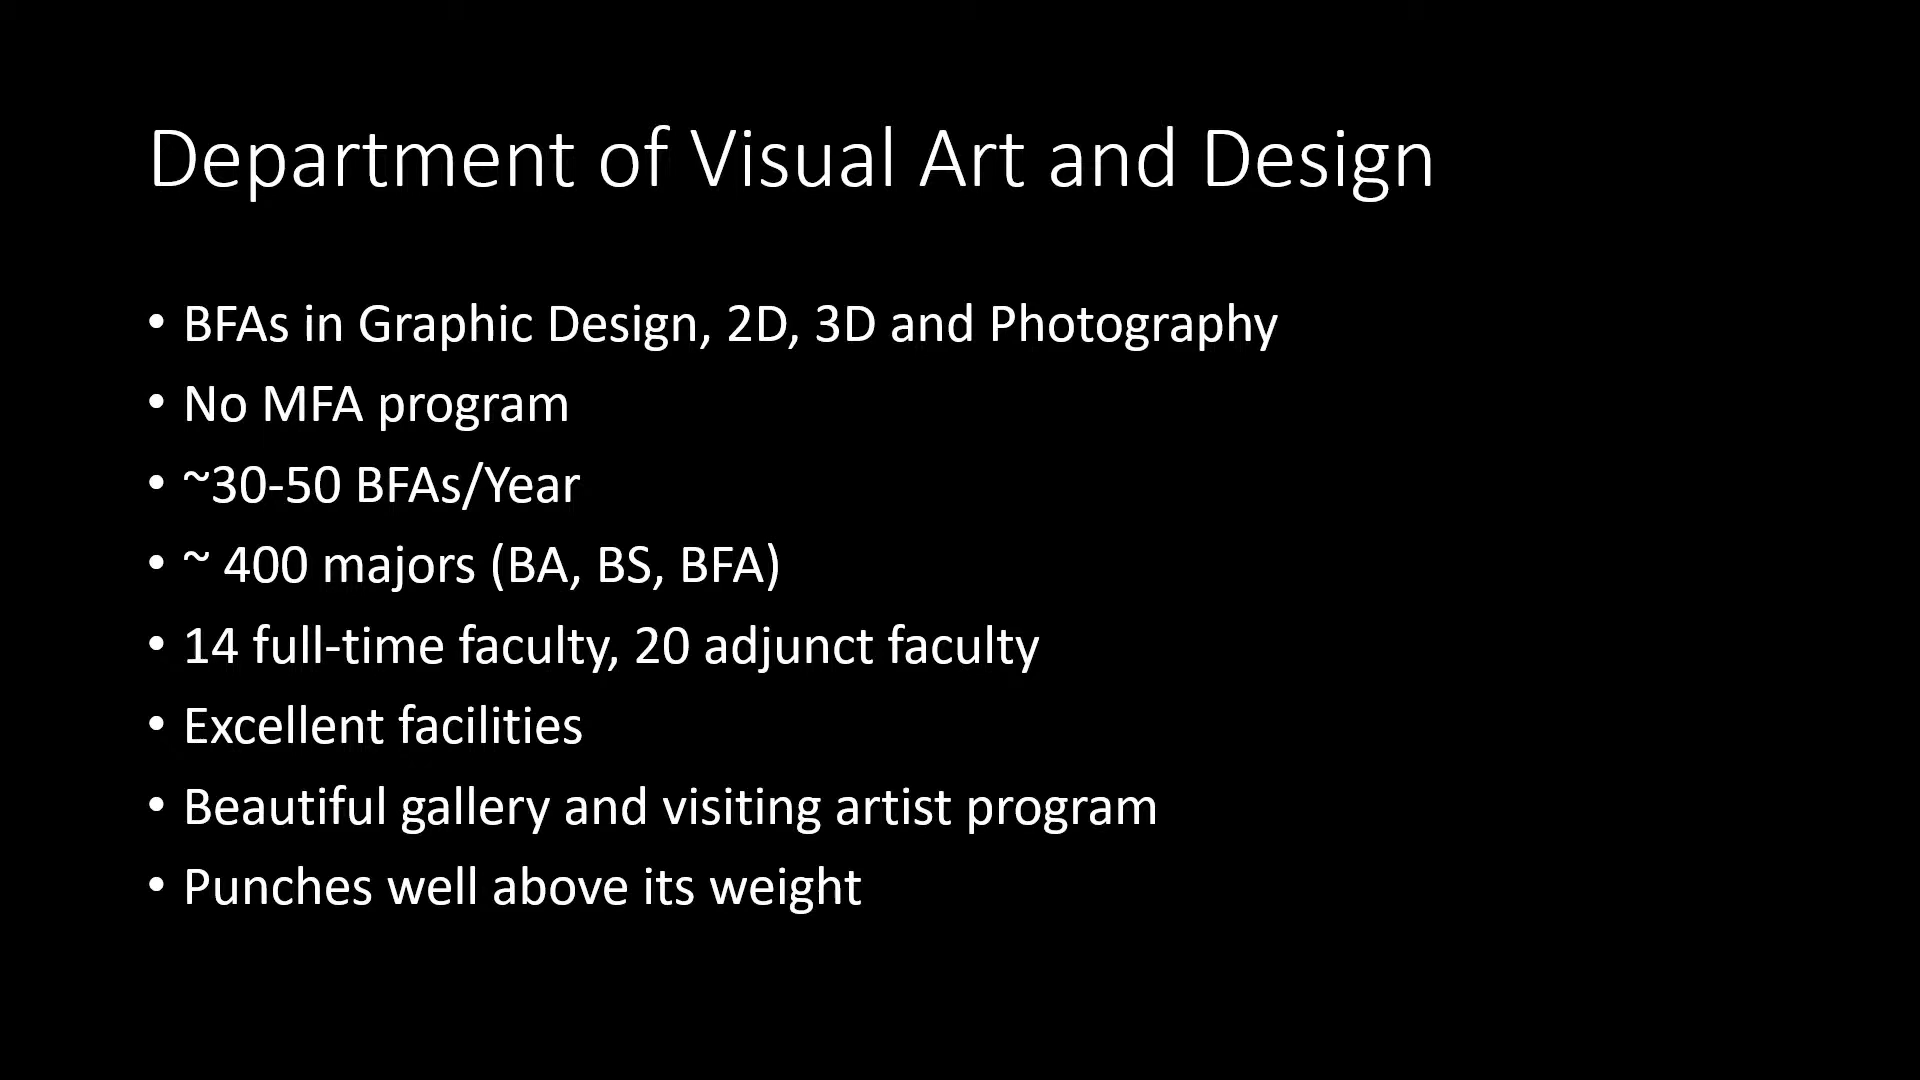 Department of Visual Art and Design
• BFAs in Graphic Design, 2D, 3D and Photography
• No MFA program
• ~30-50 BFAs/Year
• ~ 400 majors (BA, BS, BFA)
• 14 full-time faculty, 20 adjunct faculty
• Excellent facilities
• Beautiful gallery and visiting artist program
• Punches well above its weight